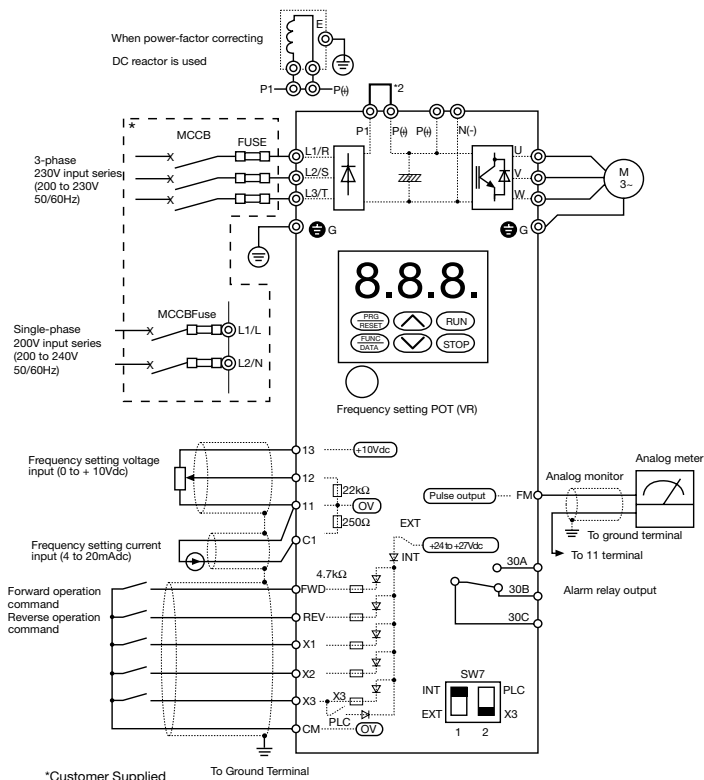 When power-factor correcting
DC reactor is used
E
P1
P(+)
*2
*
MCCB
FUSE
P1
P(+)
P(+)
N(-)
3-phase
230V input series
(200 to 230V
50/60Hz)
L1/R
L2/S
L3/T
U
V
W
M
3~
G
G
8.8.8.
PRG
RESET
RUN
FUNC
DATA
STOP
Frequency setting POT (VR)
MCCBFuse
Single-phase
200V input series
(200 to 240V
50/60Hz)
L1/L
L2/N
Frequency setting voltage
input (0 to + 10Vdc)
13
+10Vdc
12
22kΩ
11
0V
250Ω
C1
Frequency setting current
input (4 to 20mAdc)
Pulse output
FM
Analog monitor
Analog meter
To ground terminal
To 11 terminal
EXT
+24 to +27Vdc
INT
30A
30B
30C
Alarm relay output
Forward operation
command
Reverse operation
command
4.7kΩ
FWD
REV
X1
X2
X3
X3
PLC
CM
0V
SW7
INT
PLC
EXT
X3
1
2
*Customer Supplied
To Ground Terminal